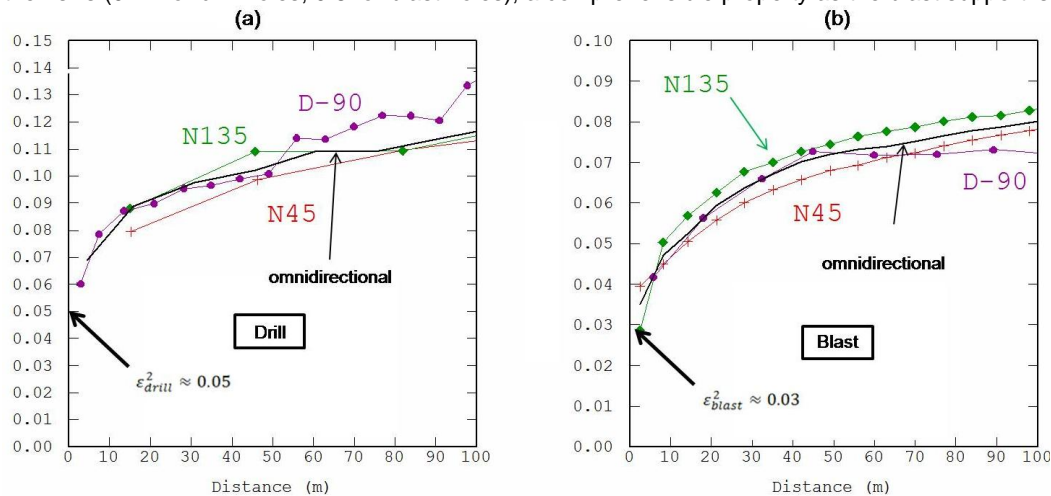 (a) (b)
0.15 0.10
0.14
0.13 0.09
0.12 D-90 N135
0.11 N135 0.08
0.10 0.07
0.09 D-90
0.08 N45 0.06 N45
0.07 omnidirectional 0.05 omnidirectional
0.06
0.05 0.04
0.04 Drill 0.03 Blast
0.03
0.02 ε²drill ≈ 0.05 0.02 ε²blast ≈ 0.03
0.01 0.01
0.00 0.00
0 10 20 30 40 50 60 70 80 90 100 0 10 20 30 40 50 60 70 80 90 100
Distance (m) Distance (m)